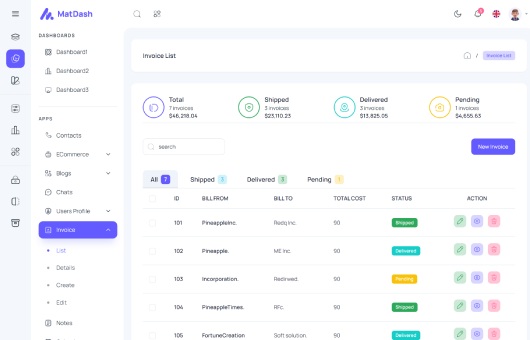 MatDash
5
DASHBOARDS
Dashboard1
Dashboard2
Dashboard3
APPS
Contacts
ECommerce
Blogs
Chats
Users Profile
Invoice
List
Details
Create
Edit
Notes
Invoice List
/ Invoice List
Total
7 invoices
$46,218.04
Shipped
3 invoices
$23,110.23
Delivered
3 invoices
$13,825.05
Pending
1 invoices
$4,655.63
search
New Invoice
All 7 Shipped 3 Delivered 3 Pending 1
ID BILLFROM BILLTO TOTALCOST STATUS ACTION
101 PineappleInc. Redq Inc. 90 Shipped
102 Pineapple. ME Inc 90 Delivered
103 Incorporation. Redirwed. 90 Pending
104 PineappleTimes. RFc. 90 Shipped
105 FortuneCreation Soft solution. 90 Delivered